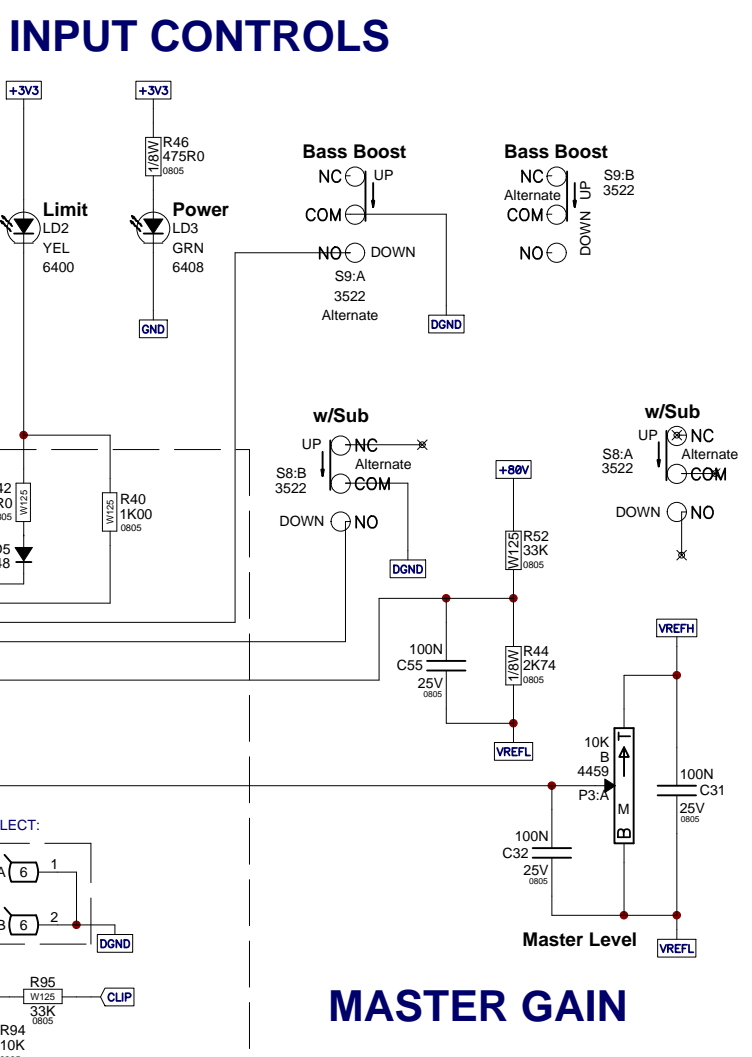 INPUT CONTROLS
+3V3
+3V3
R46
475R0
0805
1/8W
Limit
LD2
YEL
6400
Power
LD3
GRN
6408
GND
Bass Boost
NC
UP
COM
NO
DOWN
S9:A
3522
Alternate
DGND
Bass Boost
NC
Alternate
COM
NO
UP
DOWN
S9:B
3522
w/Sub
UP
NC
Alternate
S8:B
3522
COM
DOWN
NO
DGND
w/Sub
UP
NC
Alternate
S8:A
3522
COM
DOWN
NO
W125
R40
1K00
0805
W125
+80V
R52
33K
0805
W125
R44
2K74
0805
1/8W
100N
C55
25V
0805
VREFL
VREFH
10K
B
4459
P3:A
T
M
B
100N
C31
25V
0805
100N
C32
25V
0805
Master Level
VREFL
LECT:
6
1
6
2
DGND
R95
W125
33K
0805
CLIP
R94
10K
MASTER GAIN